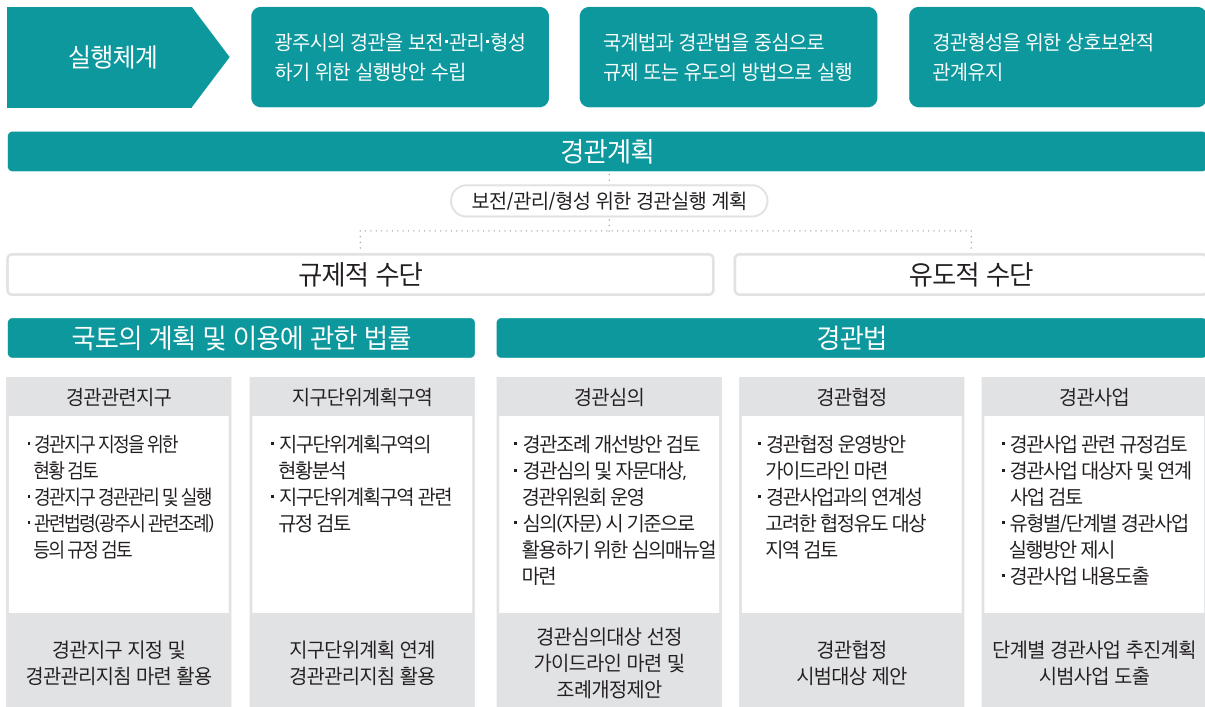 실행체계
광주시의 경관을 보전·관리·형성
하기 위한 실행방안 수립
국계법과 경관법을 중심으로
규제 또는 유도의 방법으로 실행
경관형성을 위한 상호보완적
관계유지
경관계획
보전/관리/형성 위한 경관실행 계획
규제적 수단
유도적 수단
국토의 계획 및 이용에 관한 법률
경관법
경관관련지구
· 경관지구 지정을 위한
현황 검토
· 경관지구 경관관리 및 실행
· 관련법령(광주시 관련조례)
등의 규정 검토
경관지구 지정 및
경관관리지침 마련 활용
지구단위계획구역
· 지구단위계획구역의
현황분석
· 지구단위계획구역 관련
규정 검토
지구단위계획 연계
경관관리지침 활용
경관심의
· 경관조례 개선방안 검토
· 경관심의 및 자문대상,
경관위원회 운영
· 심의(자문) 시 기준으로
활용하기 위한 심의매뉴얼
마련
경관심의대상 선정
가이드라인 마련 및
조례개정제안
경관협정
· 경관협정 운영방안
가이드라인 마련
· 경관사업과의 연계성
고려한 협정유도 대상
지역 검토
경관협정
시범대상 제안
경관사업
· 경관사업 관련 규정검토
· 경관사업 대상자 및 연계
사업 검토
· 유형별/단계별 경관사업
실행방안 제시
· 경관사업 내용도출
단계별 경관사업 추진계획
시범사업 도출